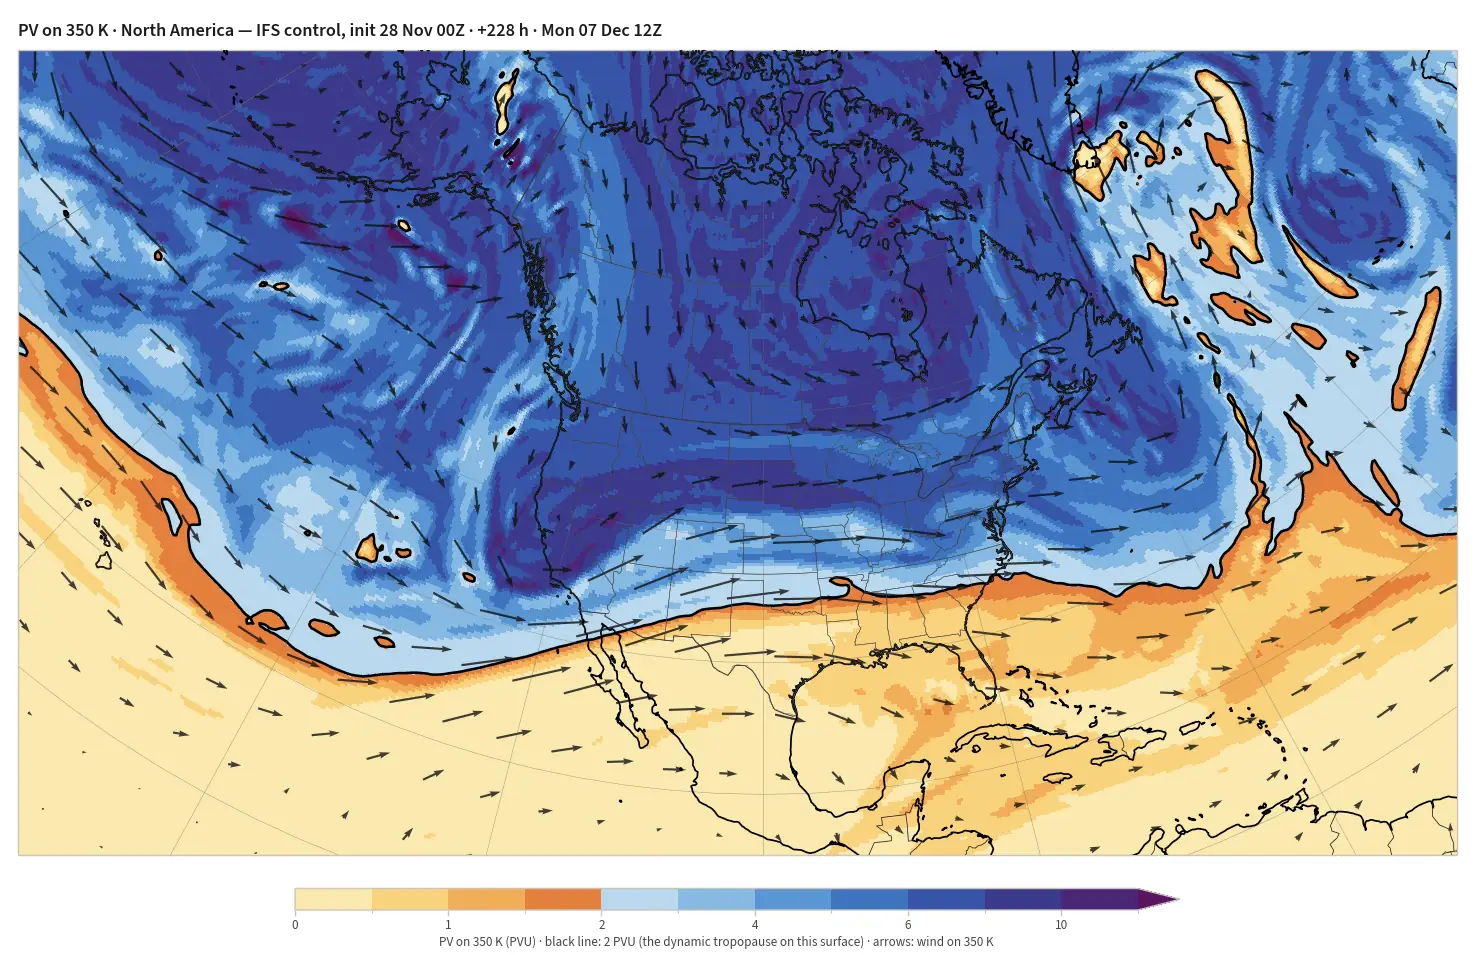 PV on 350 K · North America — IFS control, init 28 Nov 00Z · +228 h · Mon 07 Dec 12Z
0 1 2 4 6 10
PV on 350 K (PVU) · black line: 2 PVU (the dynamic tropopause on this surface) · arrows: wind on 350 K